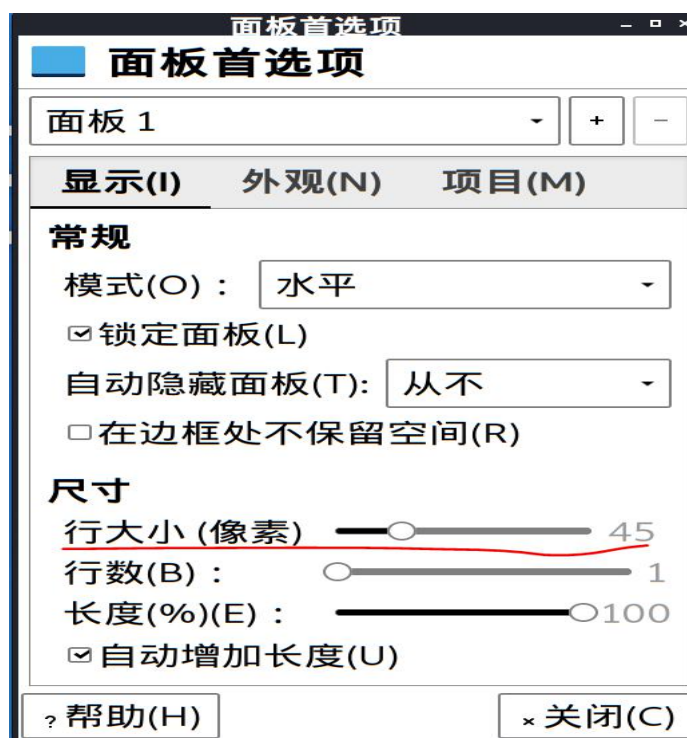 面板首选项
面板首选项
面板 1
+ −
显示(I) 外观(N) 项目(M)
常规
模式(O)： 水平
锁定面板(L)
自动隐藏面板(T): 从不
在边框处不保留空间(R)
尺寸
行大小 (像素) 45
行数(B)： 1
长度(%)(E)： 100
自动增加长度(U)
? 帮助(H) × 关闭(C)